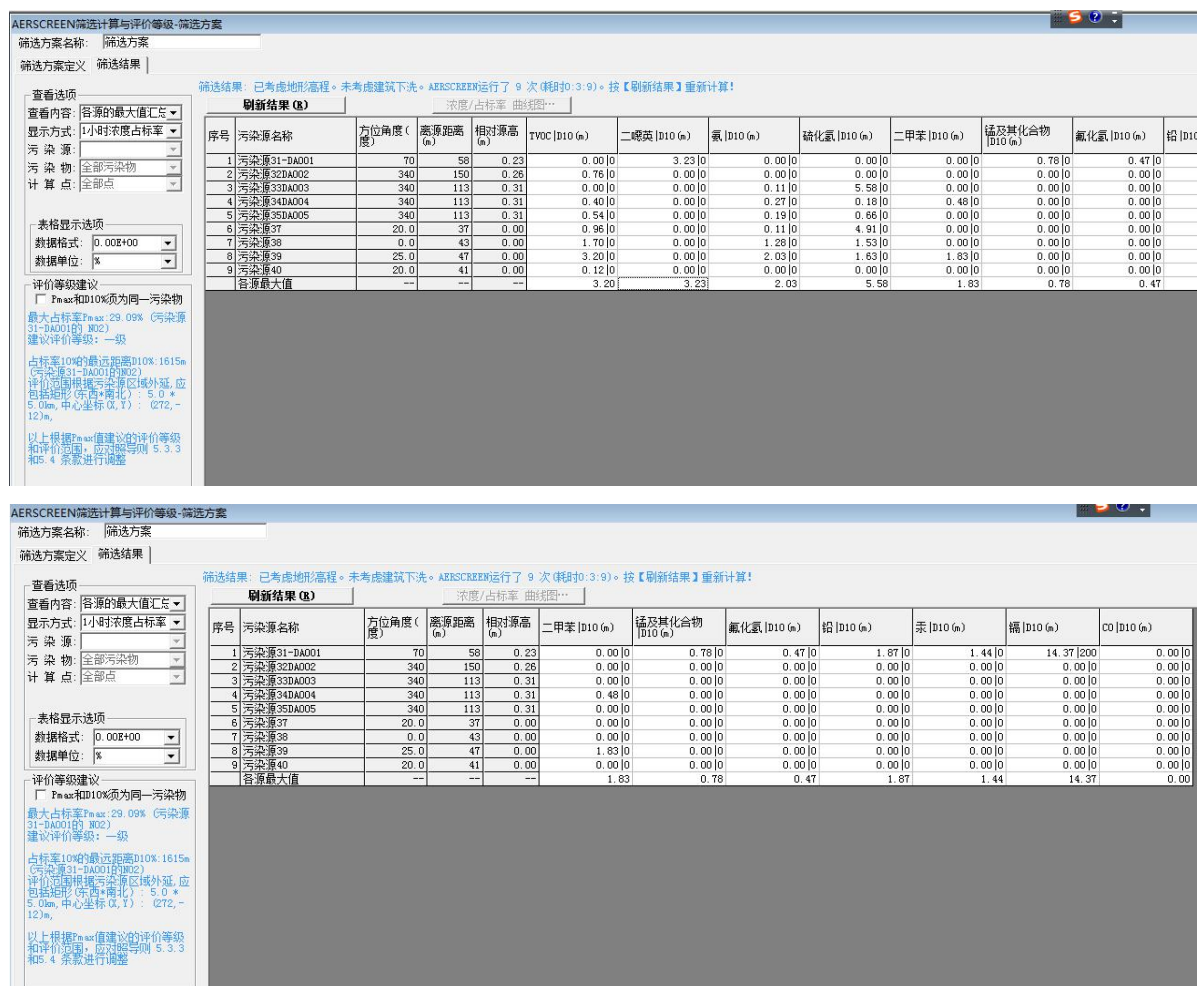 AERSCREEN筛选计算与评价等级-筛选方案
筛选方案名称: 筛选方案
筛选方案定义 筛选结果
筛选结果: 已考虑地形高程。未考虑建筑下洗。AERSCREEN运行了 9 次(耗时0:3:9)。按【刷新结果】重新计算!
刷新结果(R) 浓度/占标率 曲线图…
查看选项
查看内容: 各源的最大值汇总
显示方式: 1小时浓度占标率
污 染 源:
污 染 物: 全部污染物
计 算 点: 全部点
表格显示选项
数据格式: 0.00E+00
数据单位: %
评价等级建议
Pmax和D10%须为同一污染物
最大占标率Pmax:29.09% (污染源
31-DA001的 NO2)
建议评价等级: 一级
占标率10%的最远距离D10%:1615m
(污染源31-DA001的NO2)
评价范围根据污染源区域外延,应
包括矩形(东西*南北): 5.0 *
5.0km,中心坐标(X,Y): (272,-
12)m,
以上根据Pmax值建议的评价等级
和评价范围,应对照导则 5.3.3
和5.4 条款进行调整
序号 污染源名称 方位角度(度) 离源距离(m) 相对源高(m) TVOC|D10(m) 二噁英|D10(m) 氨|D10(m) 硫化氢|D10(m) 二甲苯|D10(m) 锰及其化合物|D10(m) 氟化氢|D10(m) 铅|D10
1 污染源31-DA001 70 58 0.23 0.00|0 3.23|0 0.00|0 0.00|0 0.00|0 0.78|0 0.47|0
2 污染源32DA002 340 150 0.26 0.76|0 0.00|0 0.00|0 0.00|0 0.00|0 0.00|0 0.00|0
3 污染源33DA003 340 113 0.31 0.00|0 0.00|0 0.11|0 5.58|0 0.00|0 0.00|0 0.00|0
4 污染源34DA004 340 113 0.31 0.40|0 0.00|0 0.27|0 0.18|0 0.48|0 0.00|0 0.00|0
5 污染源35DA005 340 113 0.31 0.54|0 0.00|0 0.19|0 0.66|0 0.00|0 0.00|0 0.00|0
6 污染源37 20.0 37 0.00 0.96|0 0.00|0 0.11|0 4.91|0 0.00|0 0.00|0 0.00|0
7 污染源38 0.0 43 0.00 1.70|0 0.00|0 1.28|0 1.53|0 0.00|0 0.00|0 0.00|0
8 污染源39 25.0 47 0.00 3.20|0 0.00|0 2.03|0 1.63|0 1.83|0 0.00|0 0.00|0
9 污染源40 20.0 41 0.00 0.12|0 0.00|0 0.00|0 0.00|0 0.00|0 0.00|0 0.00|0
各源最大值 -- -- -- 3.20 3.23 2.03 5.58 1.83 0.78 0.47
AERSCREEN筛选计算与评价等级-筛选方案
筛选方案名称: 筛选方案
筛选方案定义 筛选结果
筛选结果: 已考虑地形高程。未考虑建筑下洗。AERSCREEN运行了 9 次(耗时0:3:9)。按【刷新结果】重新计算!
刷新结果(R) 浓度/占标率 曲线图…
查看选项
查看内容: 各源的最大值汇总
显示方式: 1小时浓度占标率
污 染 源:
污 染 物: 全部污染物
计 算 点: 全部点
表格显示选项
数据格式: 0.00E+00
数据单位: %
评价等级建议
Pmax和D10%须为同一污染物
最大占标率Pmax:29.09% (污染源
31-DA001的 NO2)
建议评价等级: 一级
占标率10%的最远距离D10%:1615m
(污染源31-DA001的NO2)
评价范围根据污染源区域外延,应
包括矩形(东西*南北): 5.0 *
5.0km,中心坐标(X,Y): (272,-
12)m,
以上根据Pmax值建议的评价等级
和评价范围,应对照导则 5.3.3
和5.4 条款进行调整
序号 污染源名称 方位角度(度) 离源距离(m) 相对源高(m) 二甲苯|D10(m) 锰及其化合物|D10(m) 氟化氢|D10(m) 铅|D10(m) 汞|D10(m) 镉|D10(m) CO|D10(m)
1 污染源31-DA001 70 58 0.23 0.00|0 0.78|0 0.47|0 1.87|0 1.44|0 14.37|200 0.00|0
2 污染源32DA002 340 150 0.26 0.00|0 0.00|0 0.00|0 0.00|0 0.00|0 0.00|0 0.00|0
3 污染源33DA003 340 113 0.31 0.00|0 0.00|0 0.00|0 0.00|0 0.00|0 0.00|0 0.00|0
4 污染源34DA004 340 113 0.31 0.48|0 0.00|0 0.00|0 0.00|0 0.00|0 0.00|0 0.00|0
5 污染源35DA005 340 113 0.31 0.00|0 0.00|0 0.00|0 0.00|0 0.00|0 0.00|0 0.00|0
6 污染源37 20.0 37 0.00 0.00|0 0.00|0 0.00|0 0.00|0 0.00|0 0.00|0 0.00|0
7 污染源38 0.0 43 0.00 0.00|0 0.00|0 0.00|0 0.00|0 0.00|0 0.00|0 0.00|0
8 污染源39 25.0 47 0.00 1.83|0 0.00|0 0.00|0 0.00|0 0.00|0 0.00|0 0.00|0
9 污染源40 20.0 41 0.00 0.00|0 0.00|0 0.00|0 0.00|0 0.00|0 0.00|0 0.00|0
各源最大值 -- -- -- 1.83 0.78 0.47 1.87 1.44 14.37 0.00